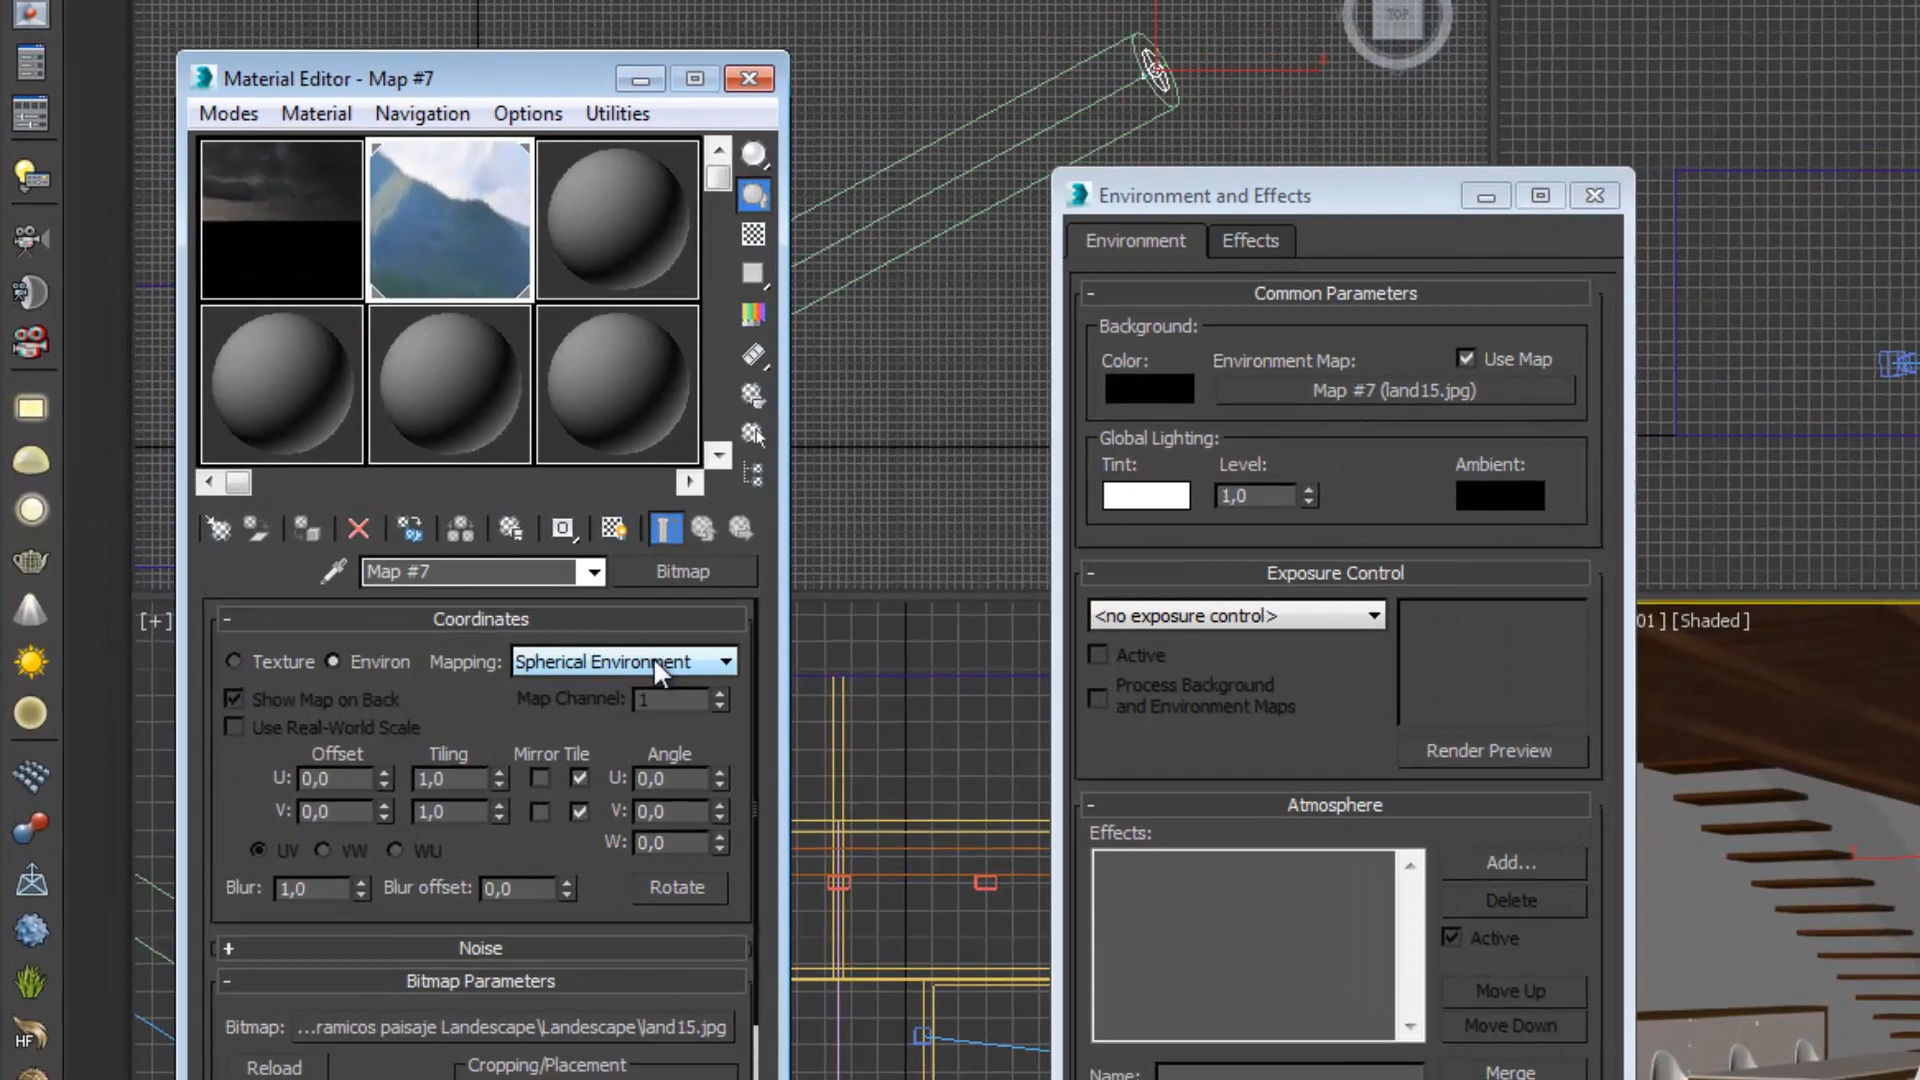 TOP
Material Editor - Map #7
Modes Material Navigation Options Utilities
Map #7
Bitmap
Coordinates
Texture Environ Mapping: Spherical Environment
Show Map on Back Map Channel: 1
Use Real-World Scale
Offset Tiling Mirror Tile Angle
U: 0,0 1,0 U: 0,0
V: 0,0 1,0 V: 0,0
W: 0,0
UV VW WU
Blur: 1,0 Blur offset: 0,0 Rotate
+ Noise
- Bitmap Parameters
Bitmap: ...ramicos paisaje Landescape\Landescape\land15.jpg
Reload Cropping/Placement
Environment and Effects
Environment Effects
- Common Parameters
Background:
Color: Environment Map: Use Map
Map #7 (land15.jpg)
Global Lighting:
Tint: Level: Ambient:
1,0
- Exposure Control
<no exposure control>
Active
Process Background
and Environment Maps
Render Preview
- Atmosphere
Effects:
Add...
Delete
Active
Move Up
Move Down
Name: Merge
[+]
01 ] [Shaded ]
HF